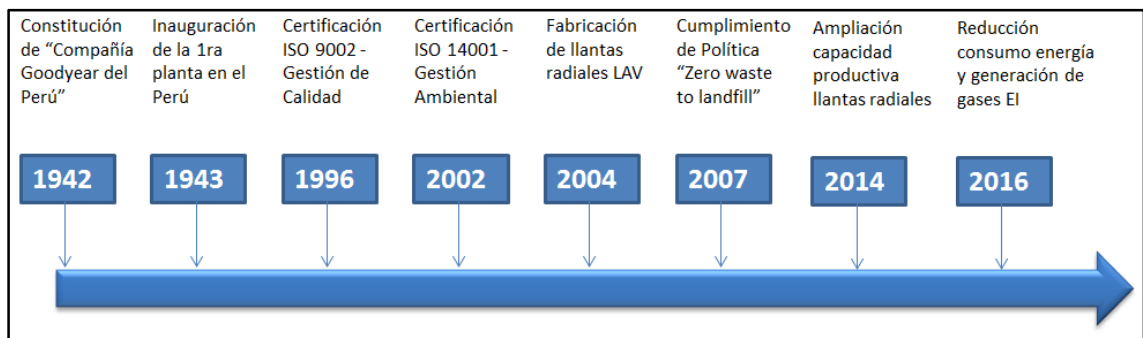 Constitución
de “Compañía
Goodyear del
Perú”
Inauguración
de la 1ra
planta en el
Perú
Certificación
ISO 9002 -
Gestión de
Calidad
Certificación
ISO 14001 -
Gestión
Ambiental
Fabricación
de llantas
radiales LAV
Cumplimiento
de Política
“Zero waste
to landfill”
Ampliación
capacidad
productiva
llantas radiales
Reducción
consumo energía
y generación de
gases EI
1942
1943
1996
2002
2004
2007
2014
2016